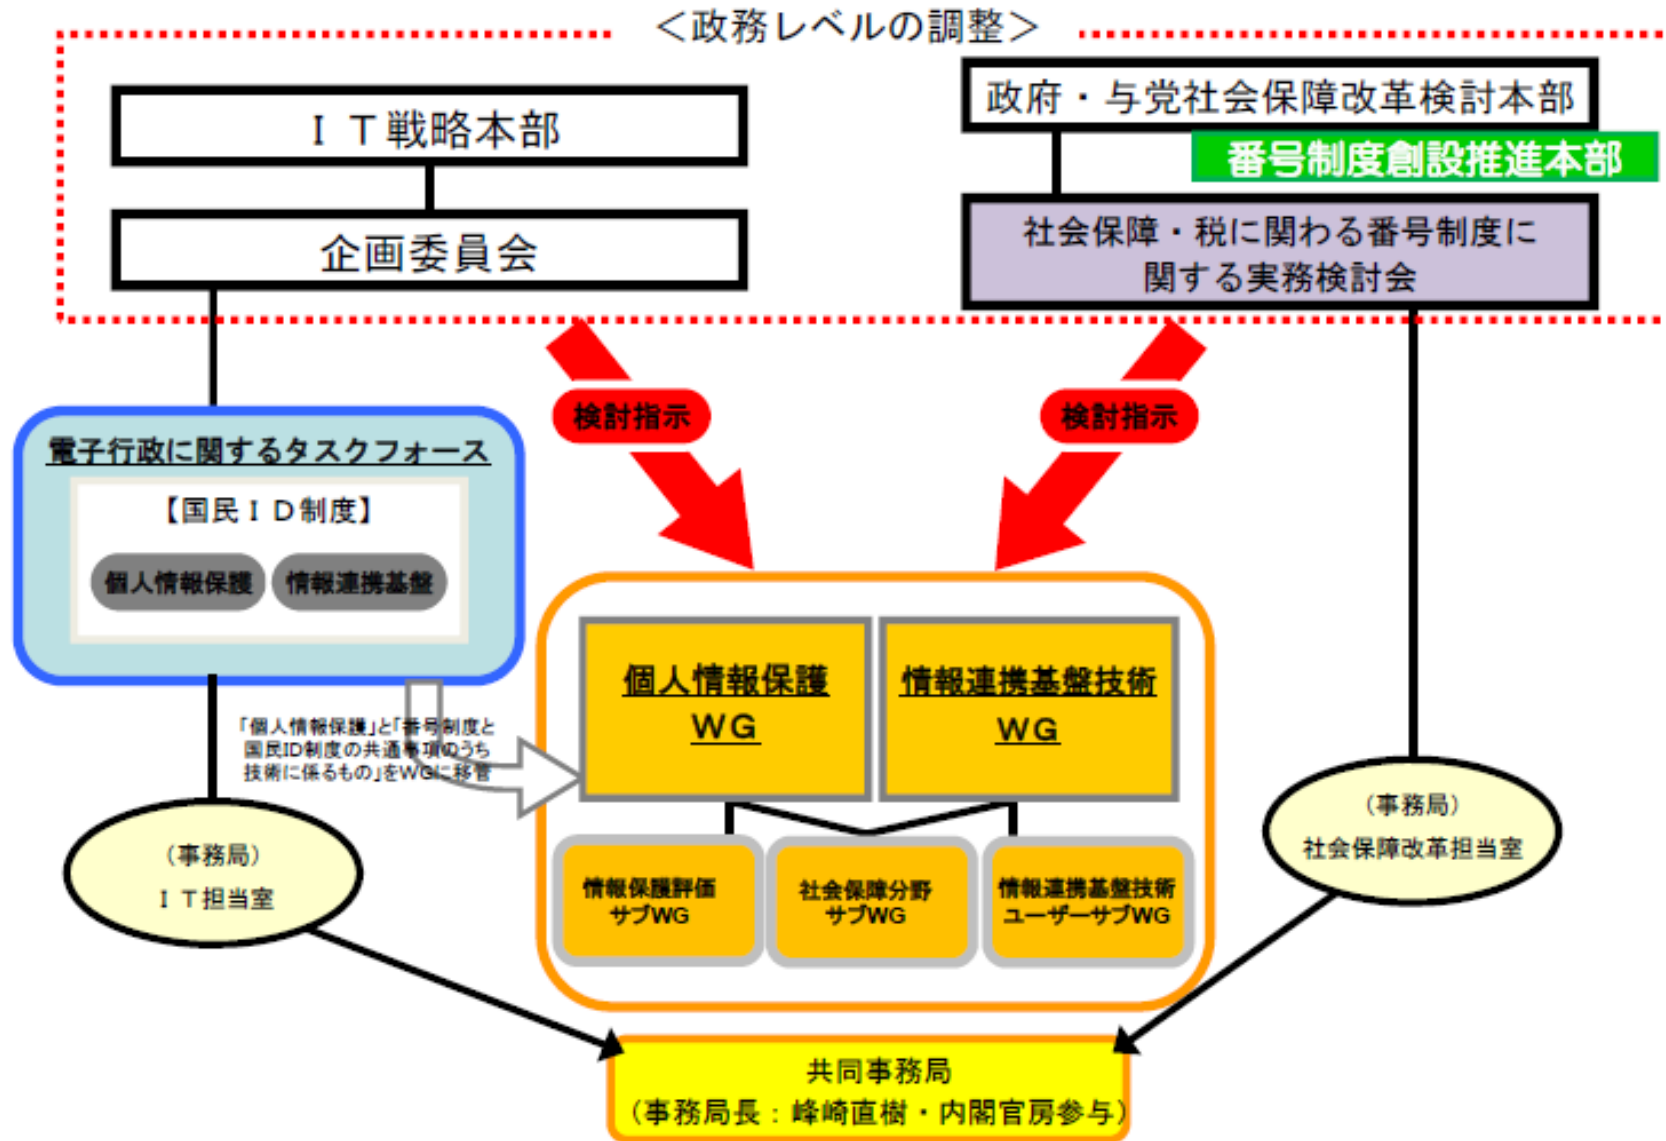 ＜政務レベルの調整＞
ＩＴ戦略本部
企画委員会
政府・与党社会保障改革検討本部
番号制度創設推進本部
社会保障・税に関わる番号制度に
関する実務検討会
検討指示
検討指示
電子行政に関するタスクフォース
【国民ＩＤ制度】
個人情報保護
情報連携基盤
「個人情報保護」と「番号制度と
国民ID制度の共通事項のうち
技術に係るもの」をWGに移管
個人情報保護
ＷＧ
情報連携基盤技術
ＷＧ
情報保護評価
サブWG
社会保障分野
サブWG
情報連携基盤技術
ユーザーサブWG
（事務局）
ＩＴ担当室
（事務局）
社会保障改革担当室
共同事務局
（事務局長：峰崎直樹・内閣官房参与）